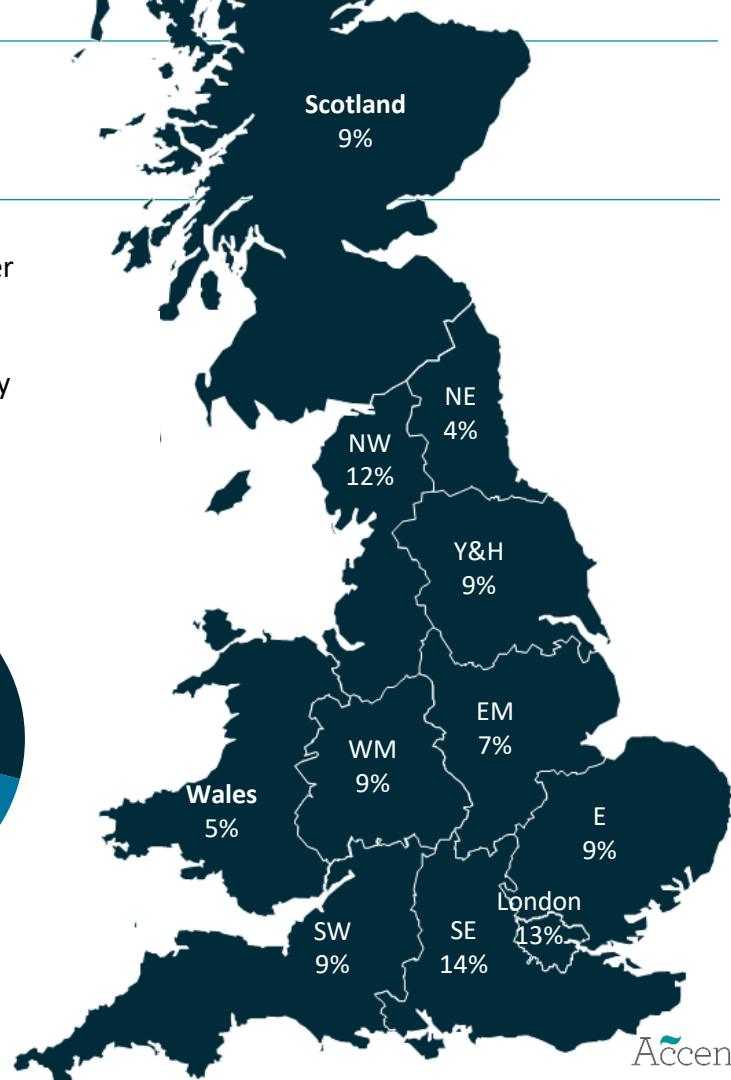 Scotland
9%
er
y
NE
4%
NW
12%
Y&H
9%
EM
7%
WM
9%
Wales
5%
E
9%
London
13%
SW
9%
SE
14%
Accen